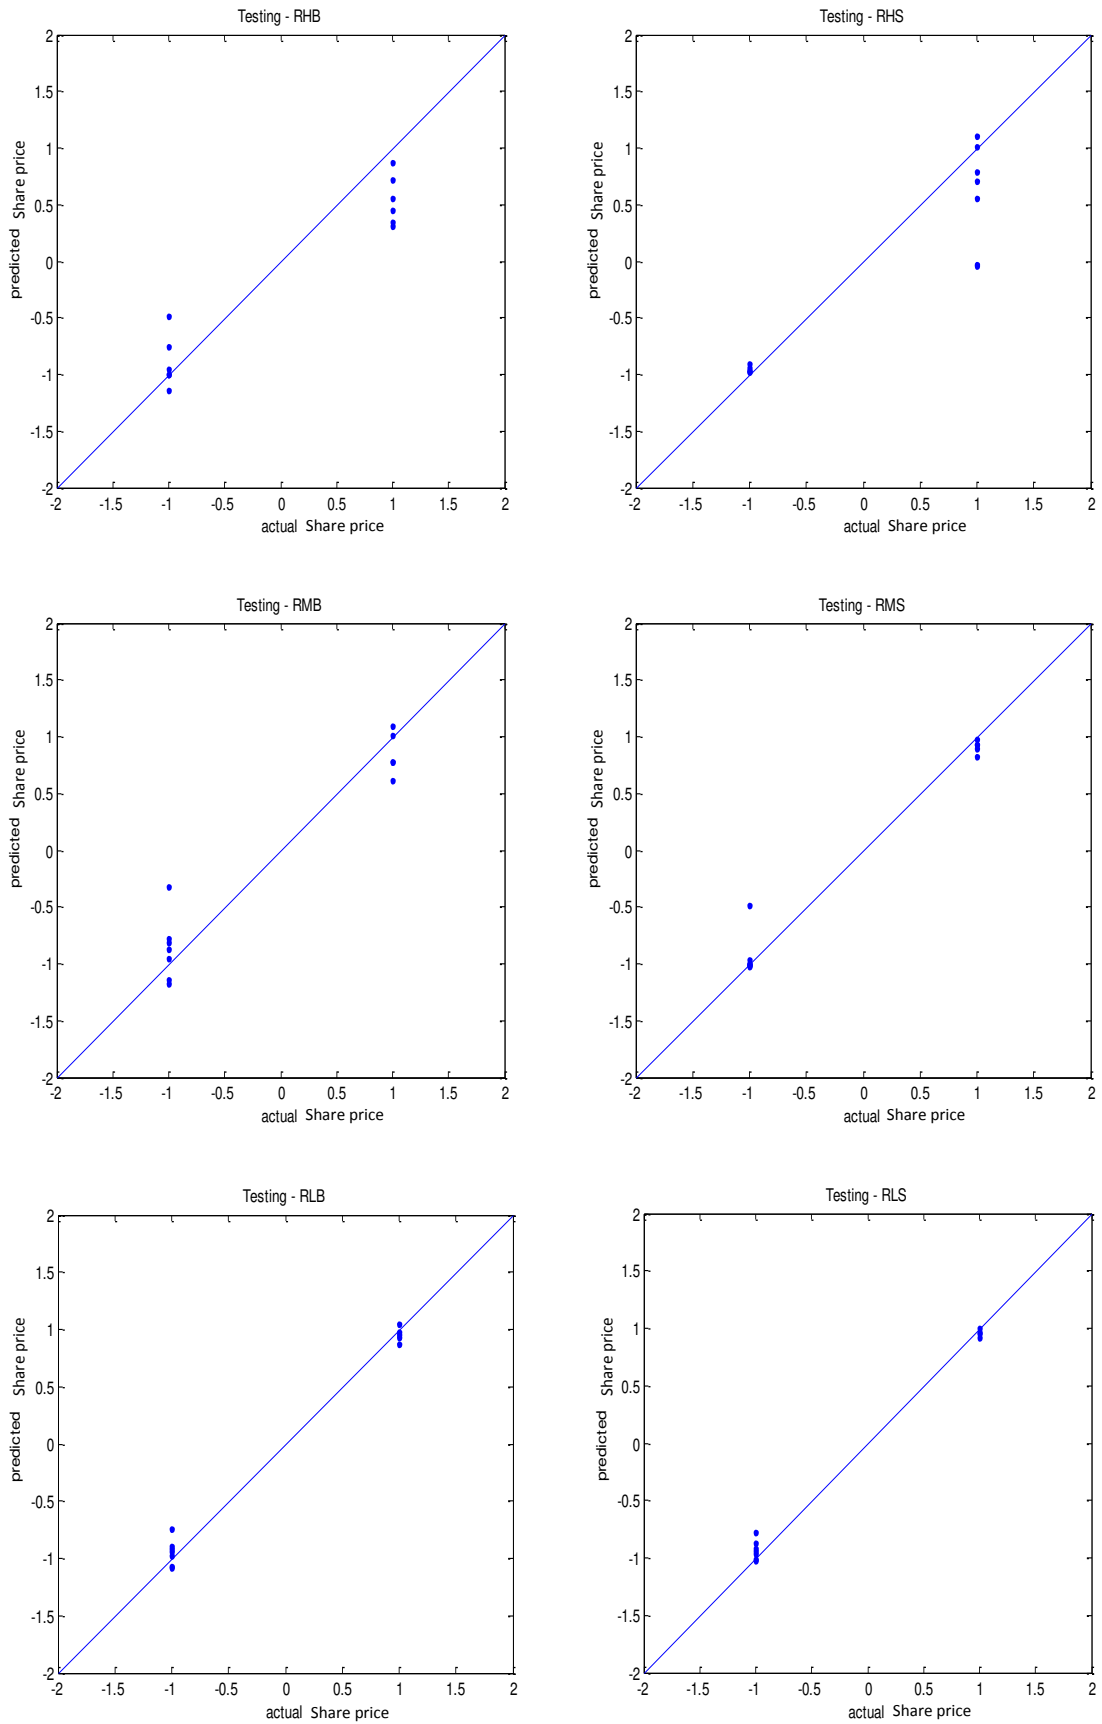 Testing - RHB
2
1.5
1
0.5
0
-0.5
-1
-1.5
-2
-2 -1.5 -1 -0.5 0 0.5 1 1.5 2
predicted Share price
actual Share price
Testing - RHS
2
1.5
1
0.5
0
-0.5
-1
-1.5
-2
-2 -1.5 -1 -0.5 0 0.5 1 1.5 2
predicted Share price
actual Share price
Testing - RMB
2
1.5
1
0.5
0
-0.5
-1
-1.5
-2
-2 -1.5 -1 -0.5 0 0.5 1 1.5 2
predicted Share price
actual Share price
Testing - RMS
2
1.5
1
0.5
0
-0.5
-1
-1.5
-2
-2 -1.5 -1 -0.5 0 0.5 1 1.5 2
predicted Share price
actual Share price
Testing - RLB
2
1.5
1
0.5
0
-0.5
-1
-1.5
-2
-2 -1.5 -1 -0.5 0 0.5 1 1.5 2
predicted Share price
actual Share price
Testing - RLS
2
1.5
1
0.5
0
-0.5
-1
-1.5
-2
-2 -1.5 -1 -0.5 0 0.5 1 1.5 2
predicted Share price
actual Share price